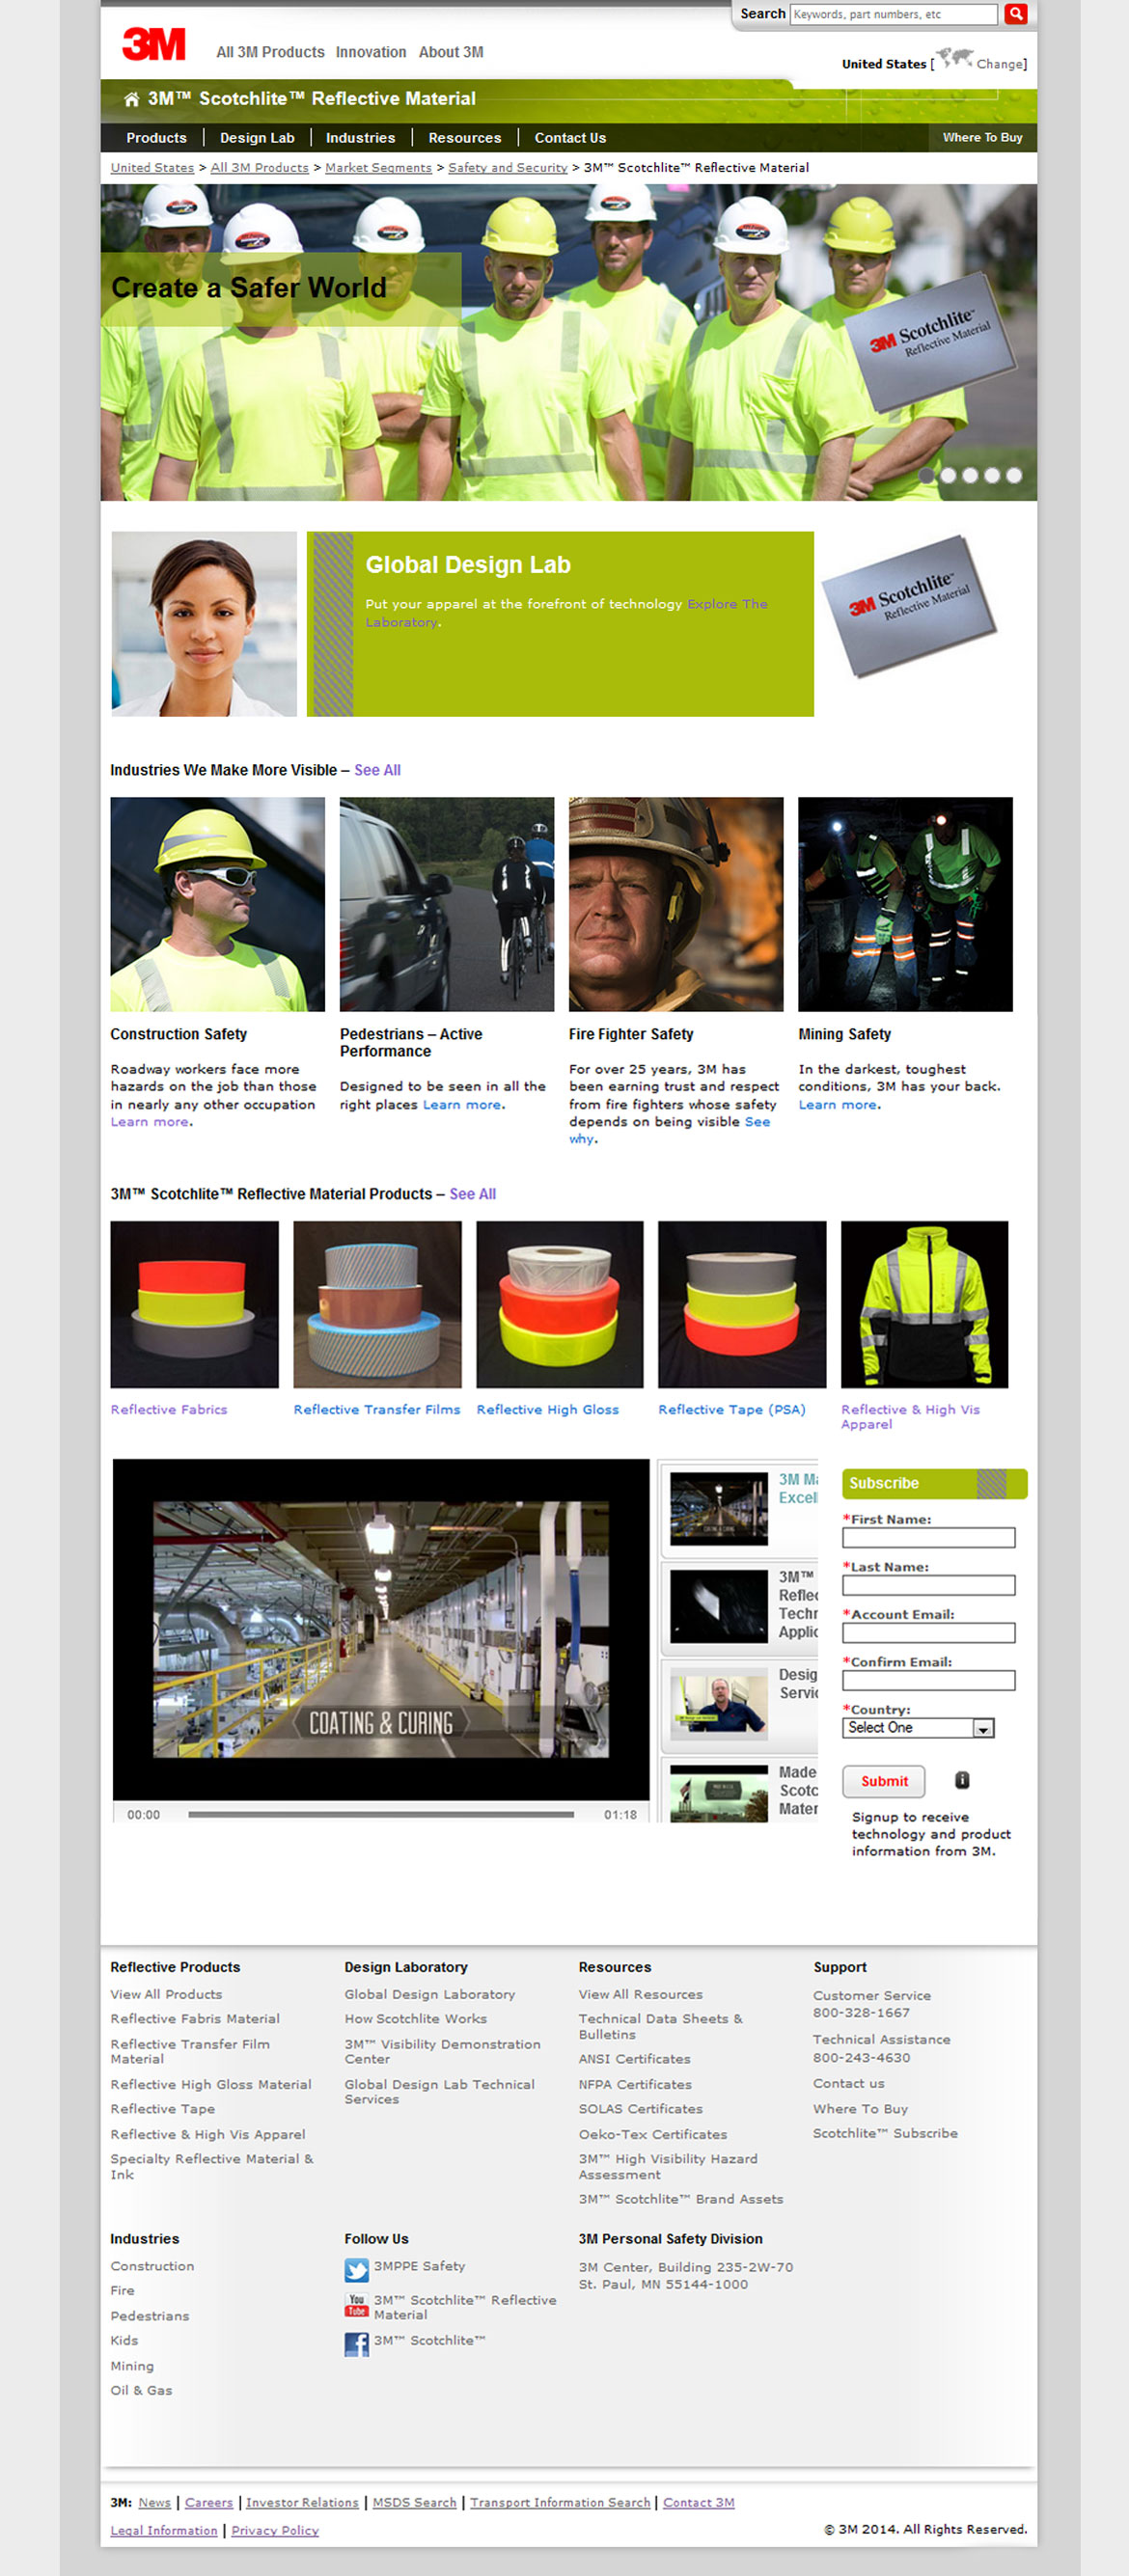 Search Keywords, part numbers, etc
3M All 3M Products Innovation About 3M
United States [ Change]
3M™ Scotchlite™ Reflective Material
Products Design Lab Industries Resources Contact Us Where To Buy
United States > All 3M Products > Market Segments > Safety and Security > 3M™ Scotchlite™ Reflective Material
Create a Safer World
3M Scotchlite™
Reflective Material
Global Design Lab
Put your apparel at the forefront of technology Explore The
Laboratory.
3M Scotchlite™
Reflective Material
Industries We Make More Visible – See All
Construction Safety
Roadway workers face more
hazards on the job than those
in nearly any other occupation
Learn more.
Pedestrians – Active
Performance
Designed to be seen in all the
right places Learn more.
Fire Fighter Safety
For over 25 years, 3M has
been earning trust and respect
from fire fighters whose safety
depends on being visible See
why.
Mining Safety
In the darkest, toughest
conditions, 3M has your back.
Learn more.
3M™ Scotchlite™ Reflective Material Products – See All
Reflective Fabrics
Reflective Transfer Films
Reflective High Gloss
Reflective Tape (PSA)
Reflective & High Vis
Apparel
COATING & CURING
00:00 01:18
3M Ma
Excell
COATING & CURING
3M™
Reflec
Techn
Applic
Desig
Servic
Made
Scotc
Mater
Subscribe
*First Name:
*Last Name:
*Account Email:
*Confirm Email:
*Country:
Select One
Submit
Signup to receive
technology and product
information from 3M.
Reflective Products
View All Products
Reflective Fabris Material
Reflective Transfer Film
Material
Reflective High Gloss Material
Reflective Tape
Reflective & High Vis Apparel
Specialty Reflective Material &
Ink
Design Laboratory
Global Design Laboratory
How Scotchlite Works
3M™ Visibility Demonstration
Center
Global Design Lab Technical
Services
Resources
View All Resources
Technical Data Sheets &
Bulletins
ANSI Certificates
NFPA Certificates
SOLAS Certificates
Oeko-Tex Certificates
3M™ High Visibility Hazard
Assessment
3M™ Scotchlite™ Brand Assets
Support
Customer Service
800-328-1667
Technical Assistance
800-243-4630
Contact us
Where To Buy
Scotchlite™ Subscribe
Industries
Construction
Fire
Pedestrians
Kids
Mining
Oil & Gas
Follow Us
3MPPE Safety
You
Tube
3M™ Scotchlite™ Reflective
Material
3M™ Scotchlite™
3M Personal Safety Division
3M Center, Building 235-2W-70
St. Paul, MN 55144-1000
3M: News | Careers | Investor Relations | MSDS Search | Transport Information Search | Contact 3M
Legal Information | Privacy Policy
© 3M 2014. All Rights Reserved.